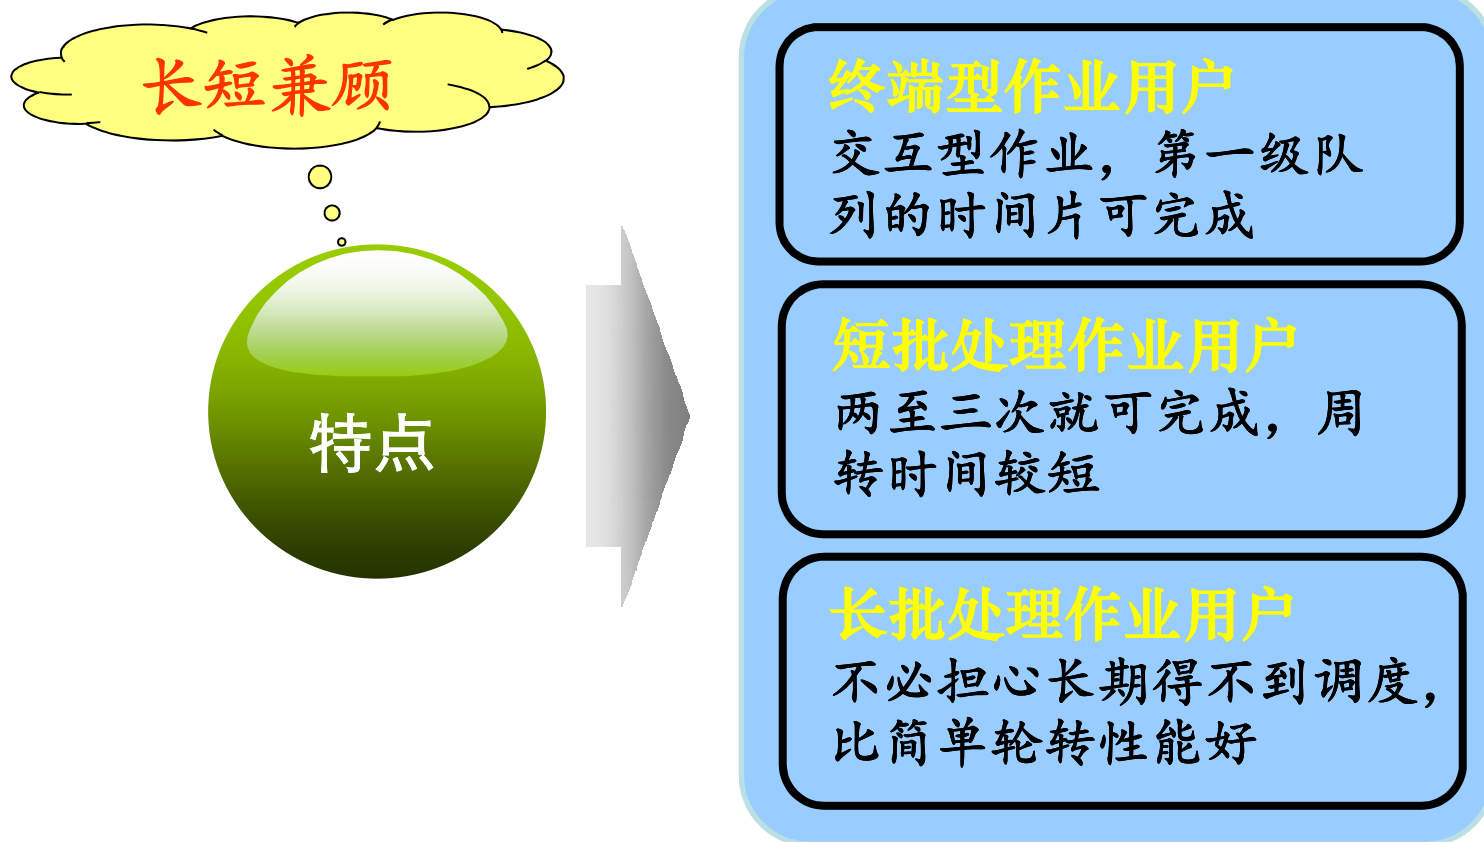 长短兼顾
特点
终端型作业用户
交互型作业，第一级队
列的时间片可完成
短批处理作业用户
两至三次就可完成，周
转时间较短
长批处理作业用户
不必担心长期得不到调度，
比简单轮转性能好